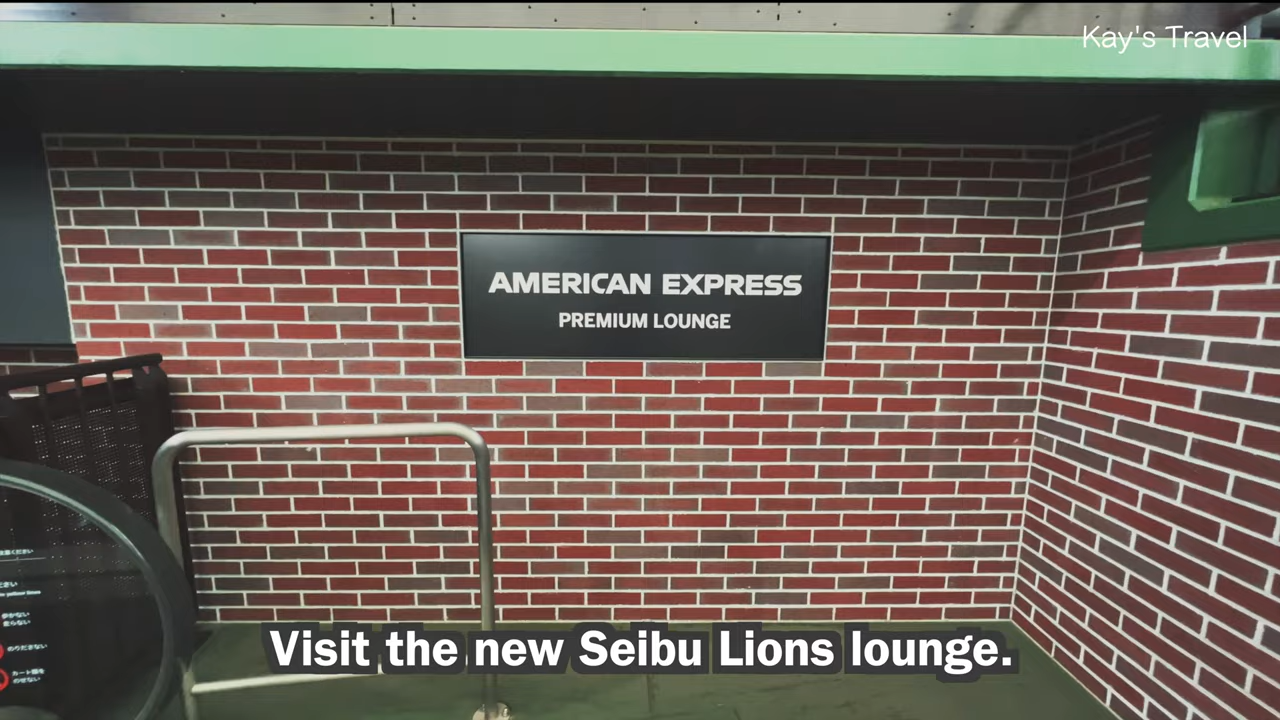 Kay's Travel
AMERICAN EXPRESS
PREMIUM LOUNGE
Visit the new Seibu Lions lounge.